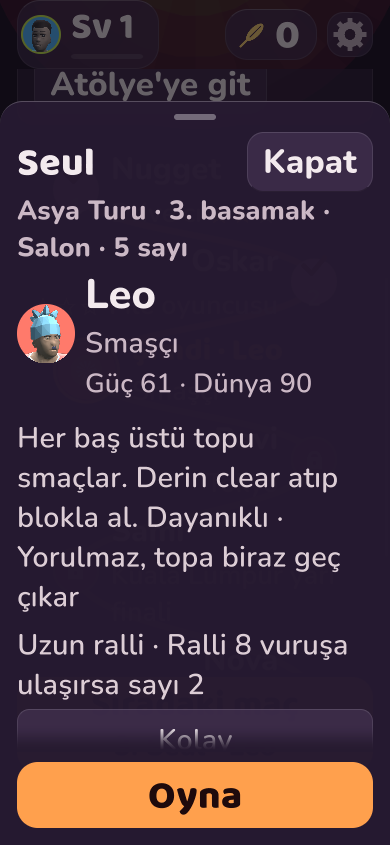 Sv 1
0
Atölye'ye git
Seul
Kapat
Asya Turu · 3. basamak ·
Salon · 5 sayı
Leo
Smaşçı
Güç 61 · Dünya 90
Her baş üstü topu
smaçlar. Derin clear atıp
blokla al. Dayanıklı ·
Yorulmaz, topa biraz geç
çıkar
Uzun ralli · Ralli 8 vuruşa
ulaşırsa sayı 2
Kolay
Oyna